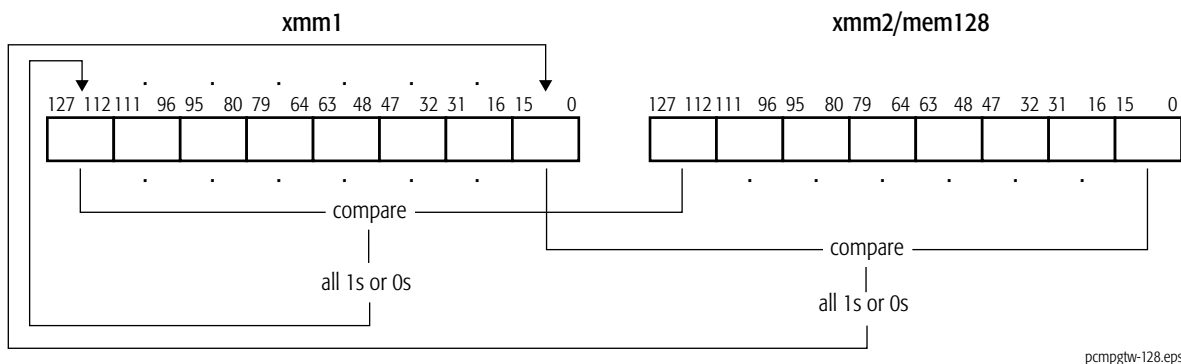 xmm1 xmm2/mem128
127 112 111 96 95 80 79 64 63 48 47 32 31 16 15 0 127 112 111 96 95 80 79 64 63 48 47 32 31 16 15 0
compare
compare
all 1s or 0s
all 1s or 0s
pcmpgtw-128.eps